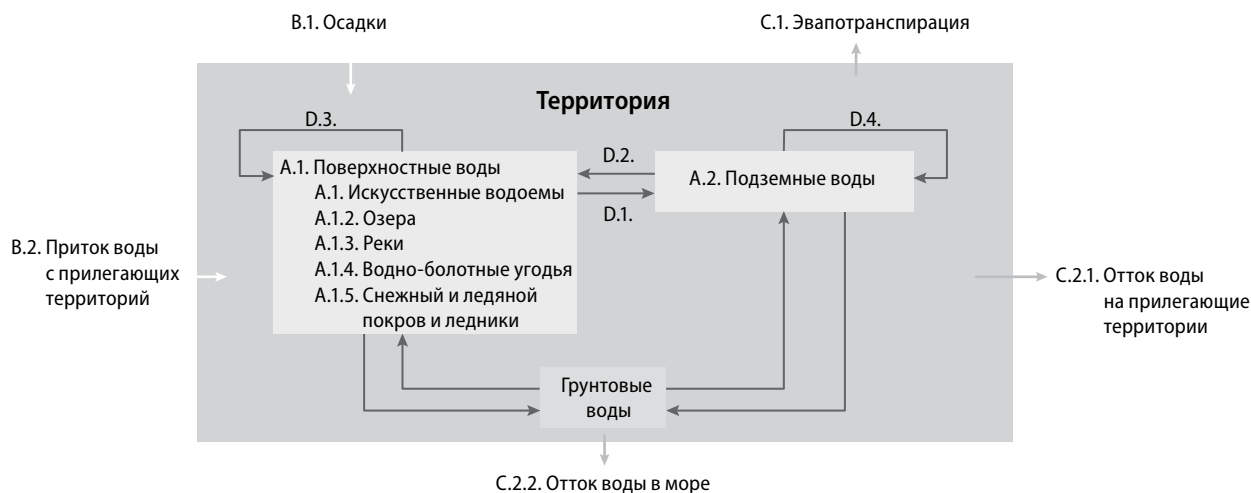 B.1. Осадки
C.1. Эвапотранспирация
Территория
D.3.
D.4.
A.1. Поверхностные воды
A.1. Искусственные водоемы
A.1.2. Озера
A.1.3. Реки
A.1.4. Водно-болотные угодья
A.1.5. Снежный и ледяной
покров и ледники
D.2.
D.1.
A.2. Подземные воды
B.2. Приток воды
с прилегающих
территорий
C.2.1. Отток воды
на прилегающие
территории
Грунтовые
воды
C.2.2. Отток воды в море